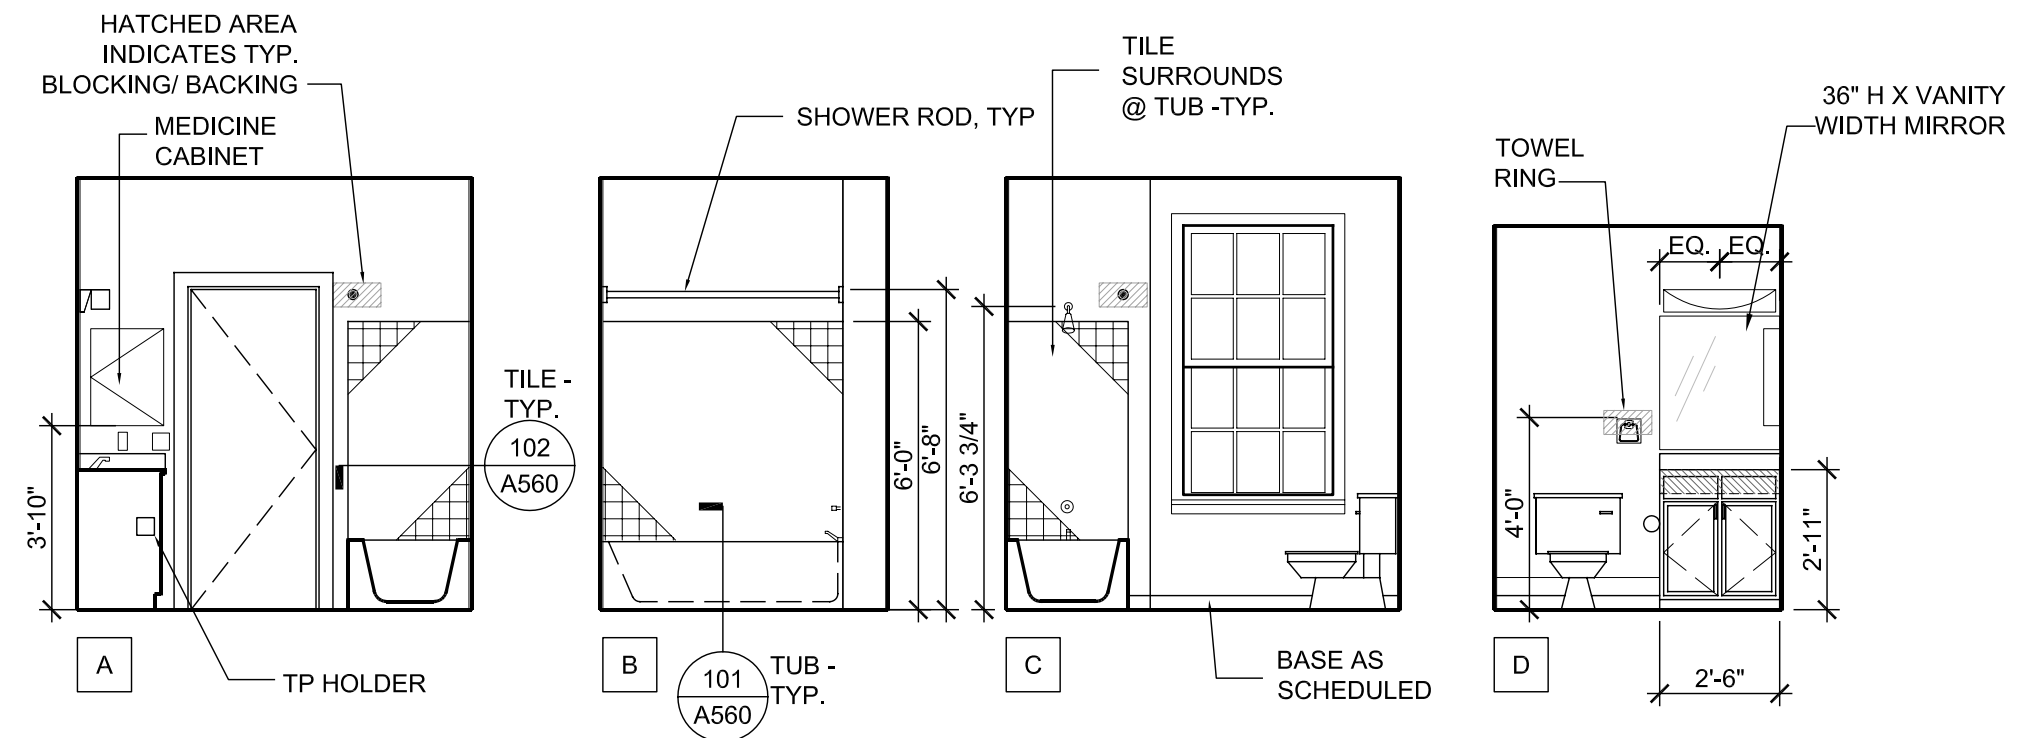 HATCHED AREA
INDICATES TYP.
BLOCKING/ BACKING
MEDICINE
CABINET
3'-10"
A
TP HOLDER
TILE -
TYP.
102
A560
SHOWER ROD, TYP
6'-0"
6'-8"
B
101
A560
TUB -
TYP.
TILE
SURROUNDS
@ TUB -TYP.
6'-3 3/4"
C
BASE AS
SCHEDULED
TOWEL
RING
36" H X VANITY
WIDTH MIRROR
EQ. EQ.
4'-0"
2'-11"
D
2'-6"